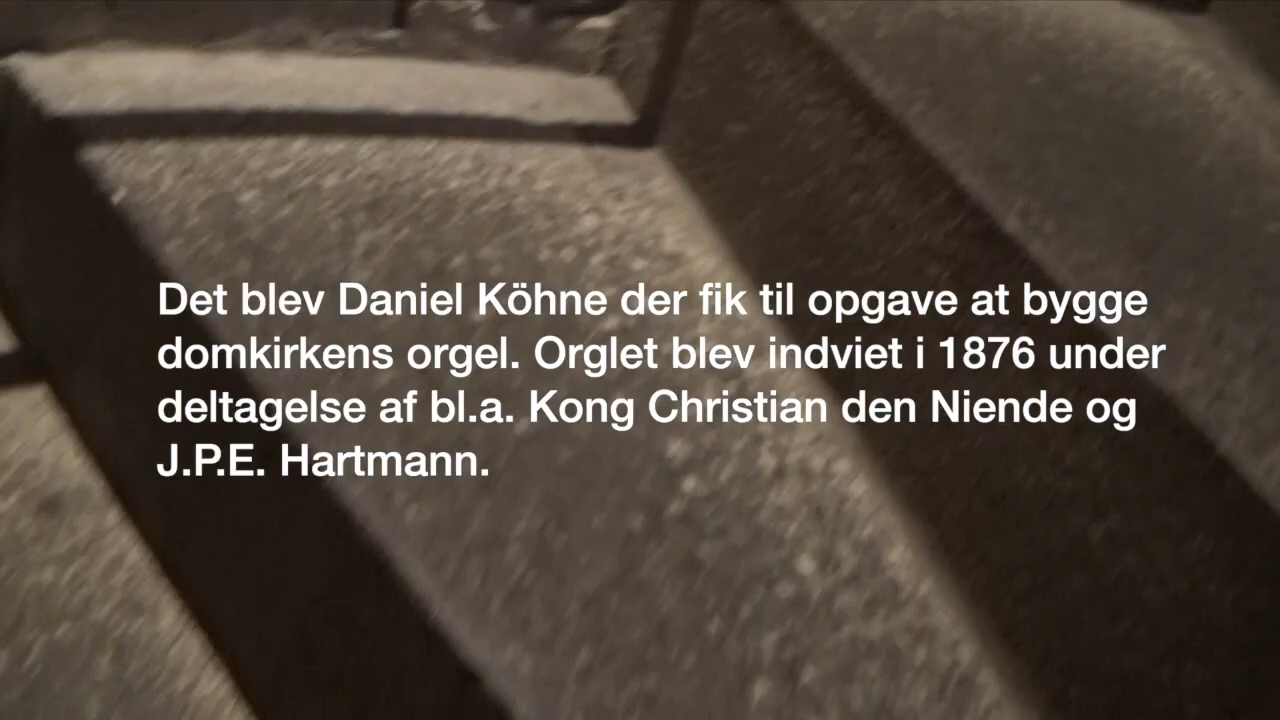 Det blev Daniel Köhne der fik til opgave at bygge
domkirkens orgel. Orglet blev indviet i 1876 under
deltagelse af bl.a. Kong Christian den Niende og
J.P.E. Hartmann.